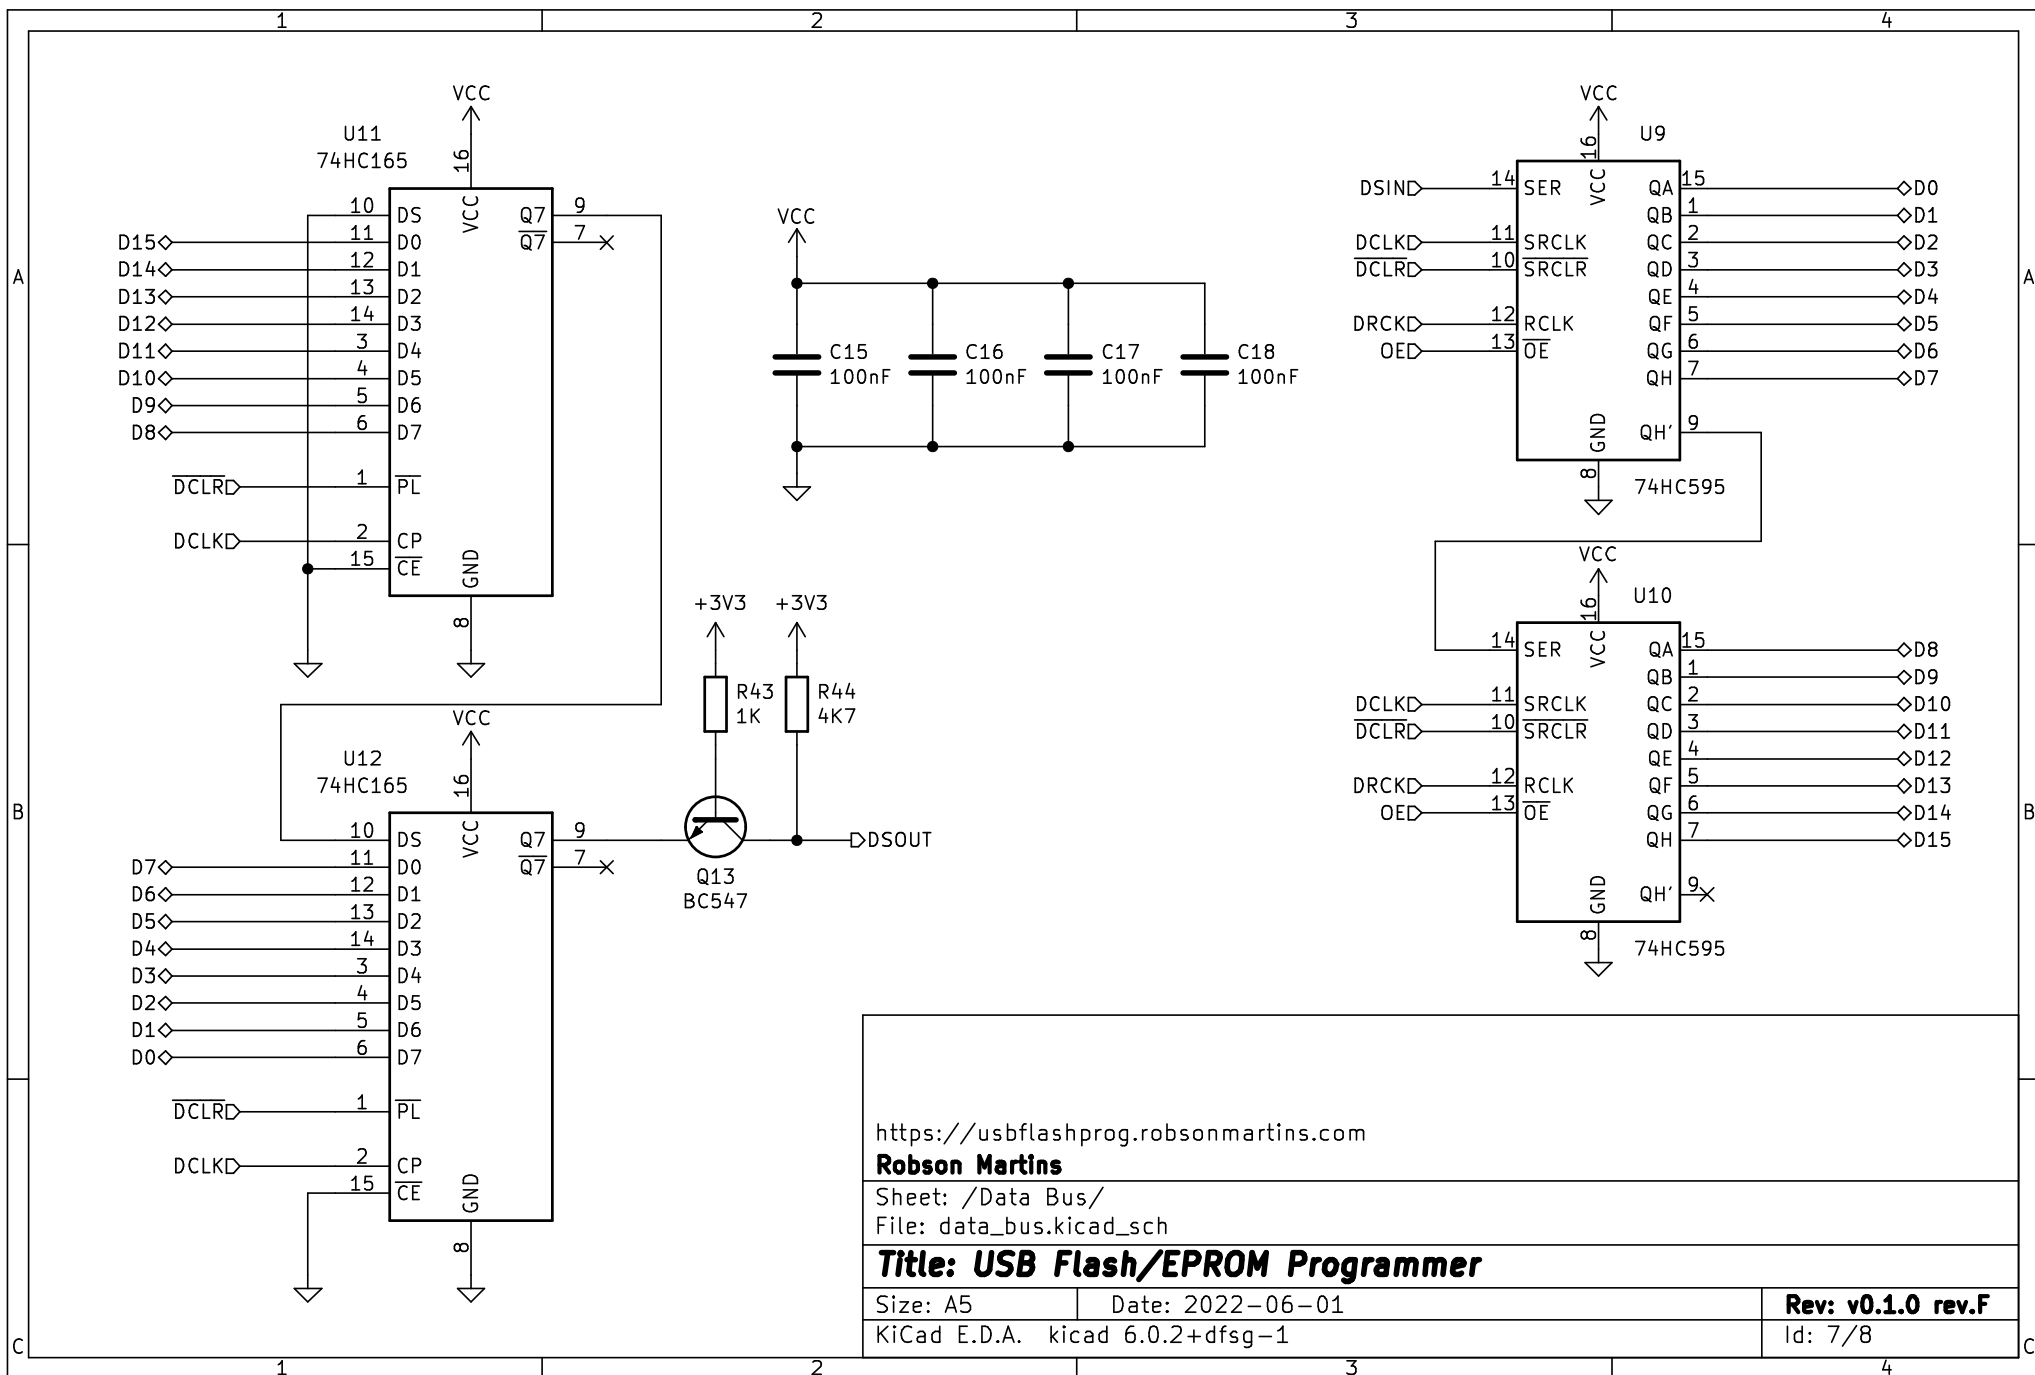 1 2 3 4
A
B
C
A
B
C
VCC
U11
74HC165
16
VCC
10 DS
D15 11 D0
D14 12 D1
D13 13 D2
D12 14 D3
D11 3 D4
D10 4 D5
D9 5 D6
D8 6 D7
DCLR 1 PL
DCLK 2 CP
15 CE
GND
8
Q7 9
Q7 7
VCC
U12
74HC165
16
VCC
10 DS
D7 11 D0
D6 12 D1
D5 13 D2
D4 14 D3
D3 3 D4
D2 4 D5
D1 5 D6
D0 6 D7
DCLR 1 PL
DCLK 2 CP
15 CE
GND
8
Q7 9
Q7 7
VCC
C15
100nF
C16
100nF
C17
100nF
C18
100nF
+3V3 +3V3
R43
1K
R44
4K7
DSOUT
Q13
BC547
VCC
U9
16
VCC
DSIN 14 SER
DCLK 11 SRCLK
DCLR 10 SRCLR
DRCK 12 RCLK
OE 13 OE
QA 15 D0
QB 1 D1
QC 2 D2
QD 3 D3
QE 4 D4
QF 5 D5
QG 6 D6
QH 7 D7
QH' 9
GND
8
74HC595
VCC
U10
16
VCC
14 SER
DCLK 11 SRCLK
DCLR 10 SRCLR
DRCK 12 RCLK
OE 13 OE
QA 15 D8
QB 1 D9
QC 2 D10
QD 3 D11
QE 4 D12
QF 5 D13
QG 6 D14
QH 7 D15
QH' 9
GND
8
74HC595
https://usbflashprog.robsonmartins.com
Robson Martins
Sheet: /Data Bus/
File: data_bus.kicad_sch
Title: USB Flash/EPROM Programmer
Size: A5 Date: 2022-06-01 Rev: v0.1.0 rev.F
KiCad E.D.A. kicad 6.0.2+dfsg-1 Id: 7/8
1 2 3 4